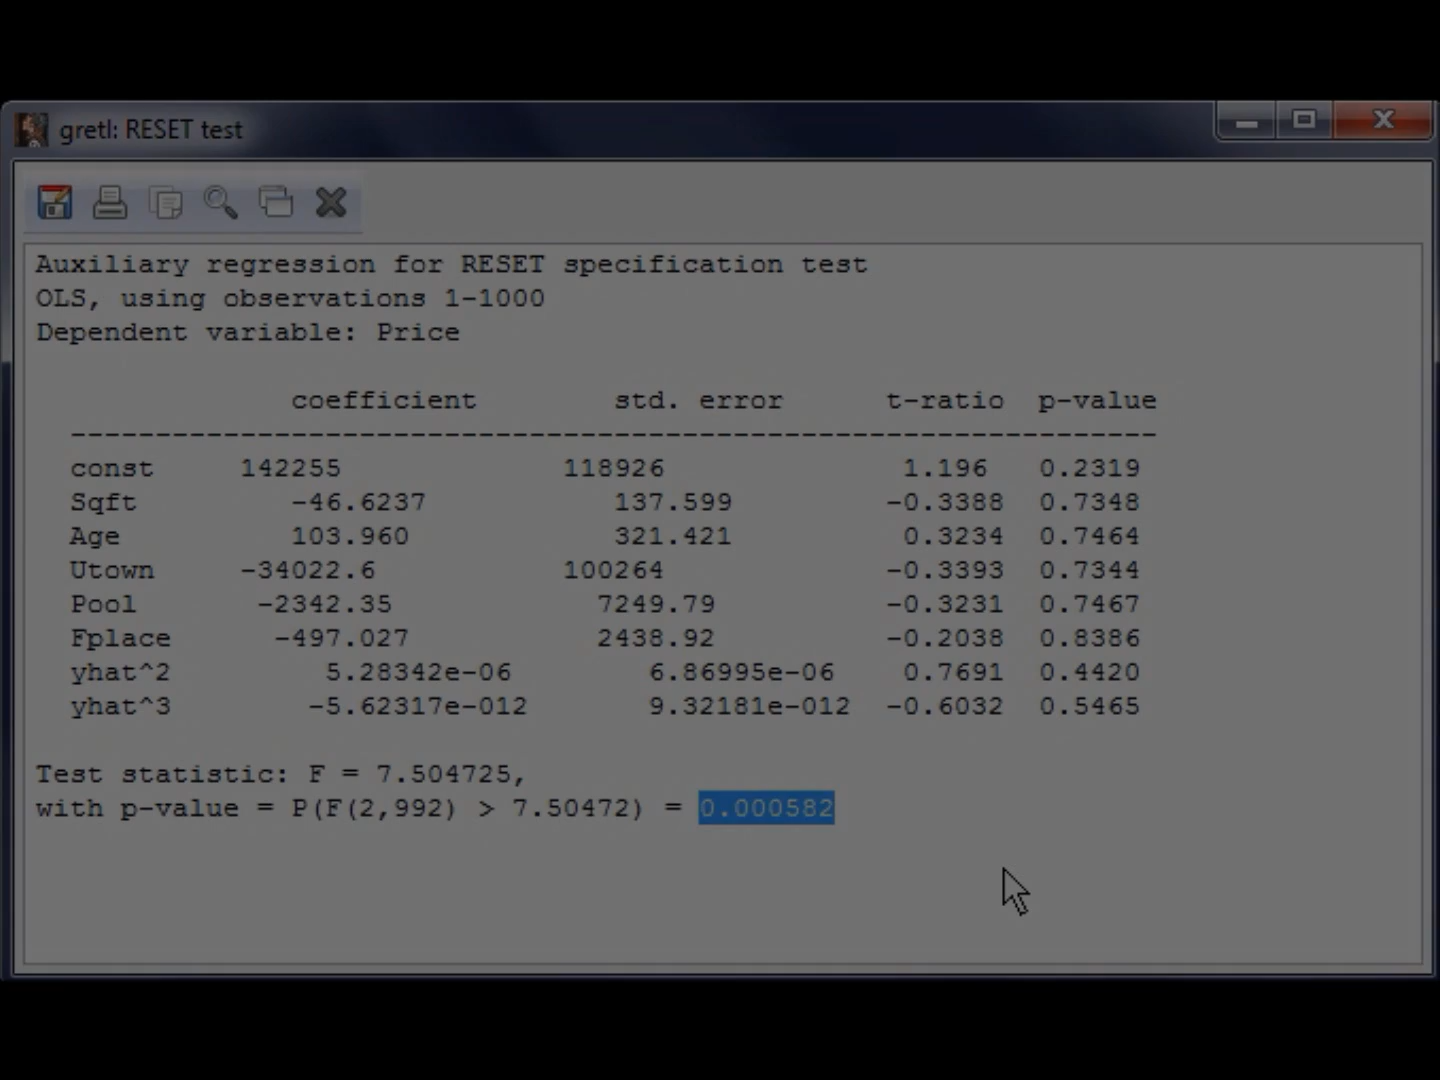 gretl: RESET test
Auxiliary regression for RESET specification test
OLS, using observations 1-1000
Dependent variable: Price
coefficient std. error t-ratio p-value
------------------------------------------------------------------
const 142255 118926 1.196 0.2319
Sqft -46.6237 137.599 -0.3388 0.7348
Age 103.960 321.421 0.3234 0.7464
Utown -34022.6 100264 -0.3393 0.7344
Pool -2342.35 7249.79 -0.3231 0.7467
Fplace -497.027 2438.92 -0.2038 0.8386
yhat^2 5.28342e-06 6.86995e-06 0.7691 0.4420
yhat^3 -5.62317e-012 9.32181e-012 -0.6032 0.5465
Test statistic: F = 7.504725,
with p-value = P(F(2,992) > 7.50472) = 0.000582